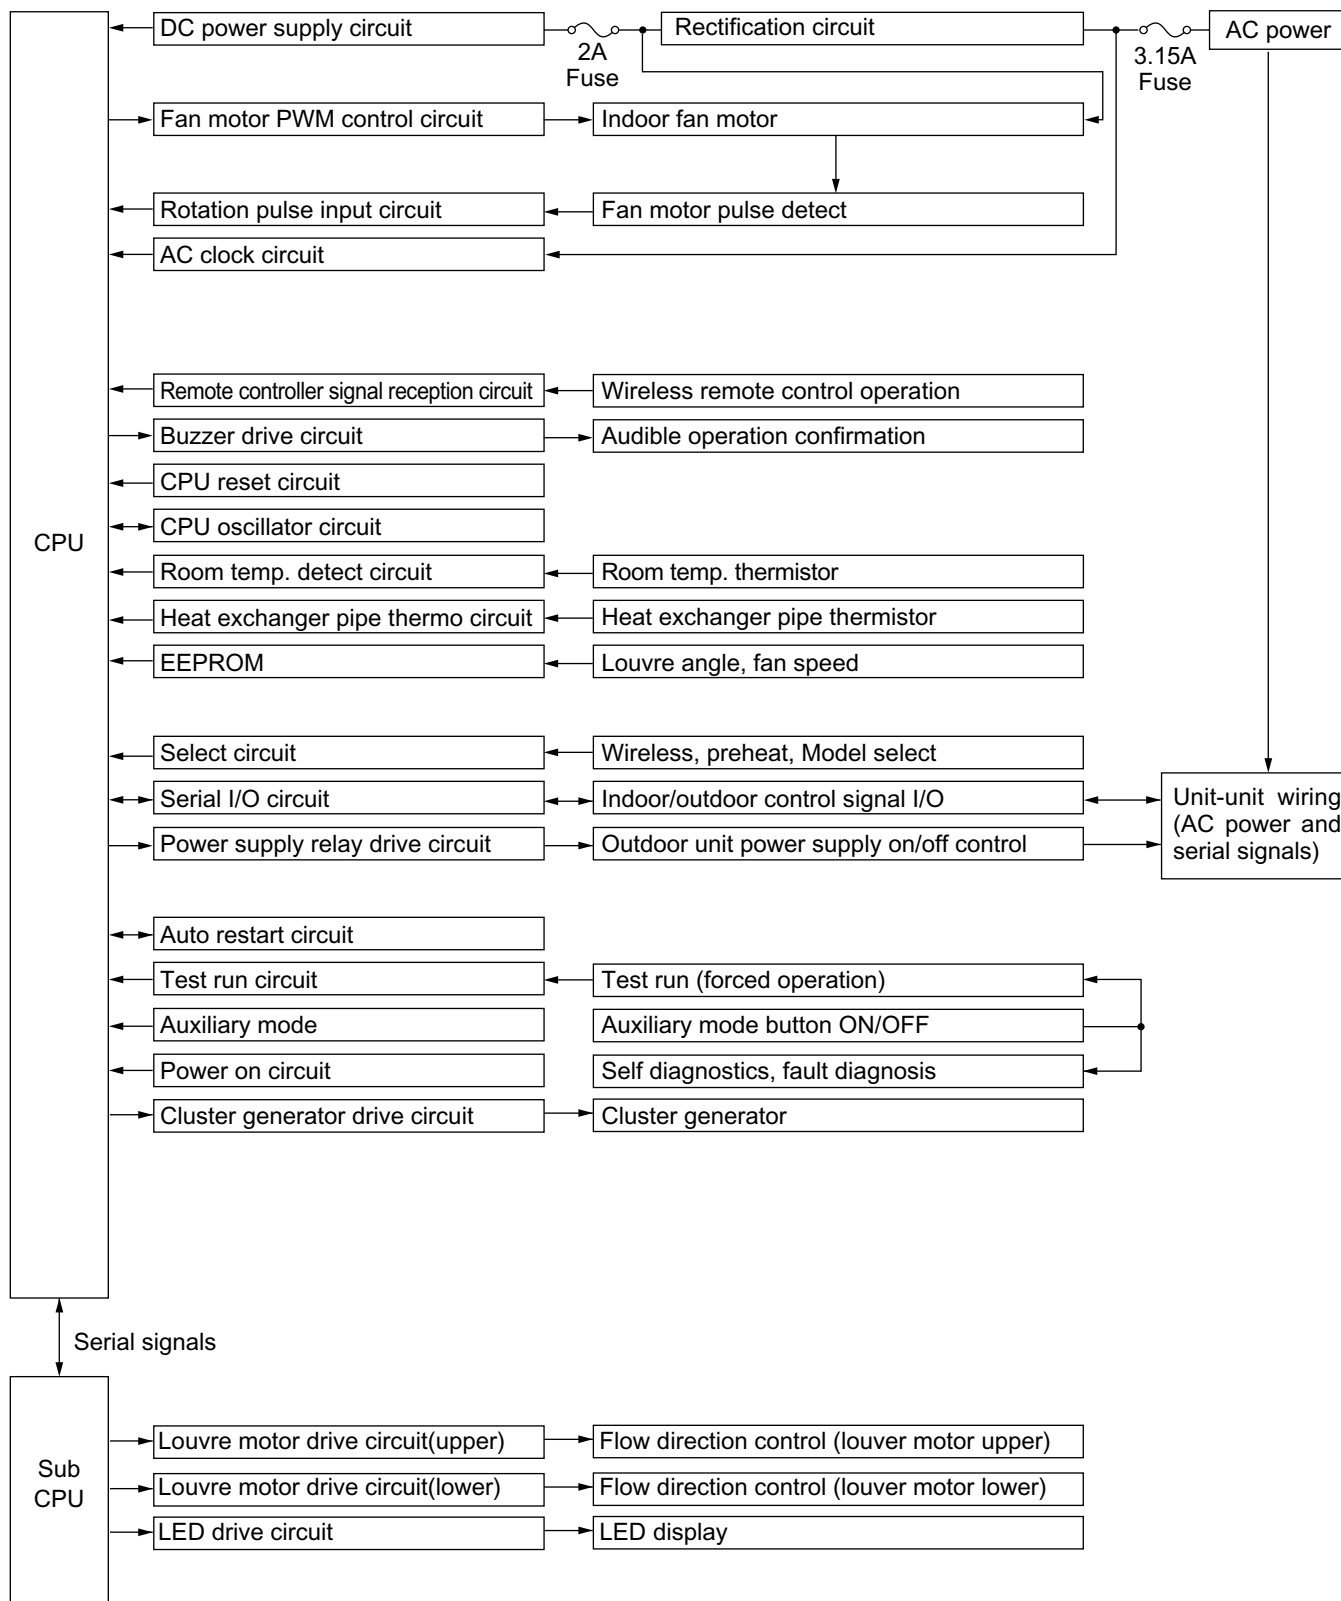 DC power supply circuit
2A
Fuse
Rectification circuit
3.15A
Fuse
AC power
Fan motor PWM control circuit
Indoor fan motor
Rotation pulse input circuit
Fan motor pulse detect
AC clock circuit
Remote controller signal reception circuit
Wireless remote control operation
Buzzer drive circuit
Audible operation confirmation
CPU reset circuit
CPU oscillator circuit
CPU
Room temp. detect circuit
Room temp. thermistor
Heat exchanger pipe thermo circuit
Heat exchanger pipe thermistor
EEPROM
Louvre angle, fan speed
Select circuit
Wireless, preheat, Model select
Serial I/O circuit
Indoor/outdoor control signal I/O
Unit-unit wiring
(AC power and
serial signals)
Power supply relay drive circuit
Outdoor unit power supply on/off control
Auto restart circuit
Test run circuit
Test run (forced operation)
Auxiliary mode
Auxiliary mode button ON/OFF
Power on circuit
Self diagnostics, fault diagnosis
Cluster generator drive circuit
Cluster generator
Serial signals
Sub
CPU
Louvre motor drive circuit(upper)
Flow direction control (louver motor upper)
Louvre motor drive circuit(lower)
Flow direction control (louver motor lower)
LED drive circuit
LED display